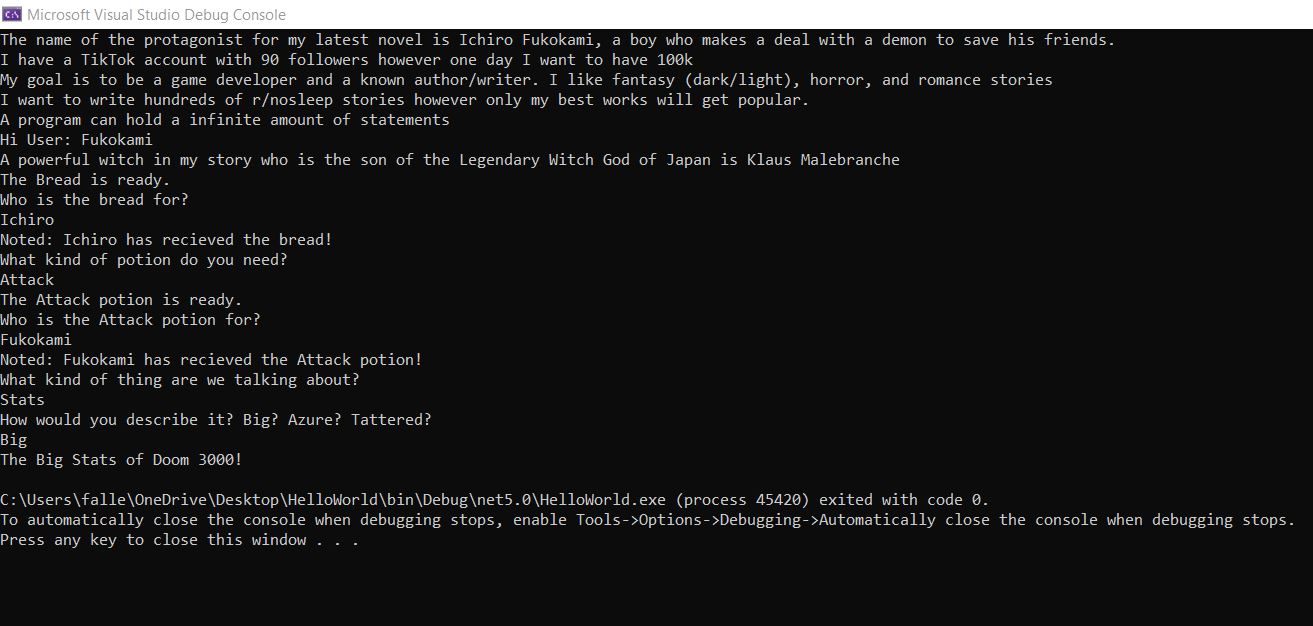 Microsoft Visual Studio Debug Console
The name of the protagonist for my latest novel is Ichiro Fukokami, a boy who makes a deal with a demon to save his friends.
I have a TikTok account with 90 followers however one day I want to have 100k
My goal is to be a game developer and a known author/writer. I like fantasy (dark/light), horror, and romance stories
I want to write hundreds of r/nosleep stories however only my best works will get popular.
A program can hold a infinite amount of statements
Hi User: Fukokami
A powerful witch in my story who is the son of the Legendary Witch God of Japan is Klaus Malebranche
The Bread is ready.
Who is the bread for?
Ichiro
Noted: Ichiro has recieved the bread!
What kind of potion do you need?
Attack
The Attack potion is ready.
Who is the Attack potion for?
Fukokami
Noted: Fukokami has recieved the Attack potion!
What kind of thing are we talking about?
Stats
How would you describe it? Big? Azure? Tattered?
Big
The Big Stats of Doom 3000!
C:\Users\falle\OneDrive\Desktop\HelloWorld\bin\Debug\net5.0\HelloWorld.exe (process 45420) exited with code 0.
To automatically close the console when debugging stops, enable Tools->Options->Debugging->Automatically close the console when debugging stops.
Press any key to close this window . . .